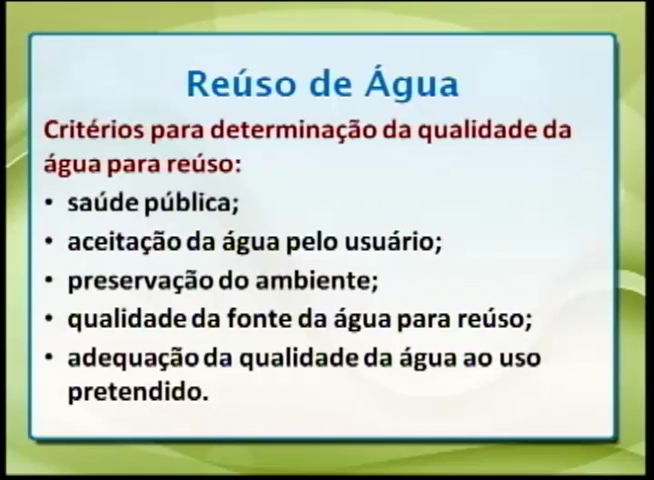 Reúso de Água
Critérios para determinação da qualidade da
água para reúso:
• saúde pública;
• aceitação da água pelo usuário;
• preservação do ambiente;
• qualidade da fonte da água para reúso;
• adequação da qualidade da água ao uso
pretendido.